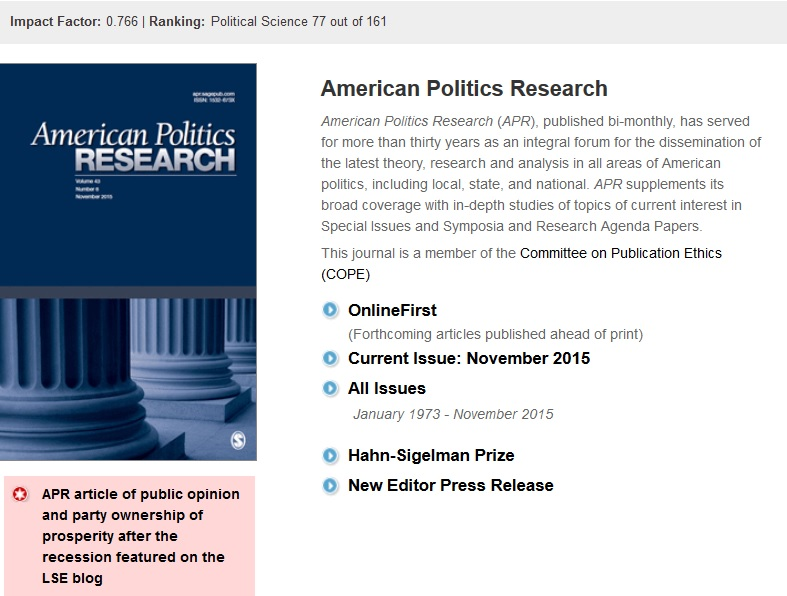 Impact Factor: 0.766 | Ranking: Political Science 77 out of 161
apr.sagepub.com
ISSN: 1532-673X
American Politics
RESEARCH
Volume 43
Number 6
November 2015
S
American Politics Research
American Politics Research (APR), published bi-monthly, has served
for more than thirty years as an integral forum for the dissemination of
the latest theory, research and analysis in all areas of American
politics, including local, state, and national. APR supplements its
broad coverage with in-depth studies of topics of current interest in
Special Issues and Symposia and Research Agenda Papers.
This journal is a member of the Committee on Publication Ethics
(COPE)
OnlineFirst
(Forthcoming articles published ahead of print)
Current Issue: November 2015
All Issues
January 1973 - November 2015
Hahn-Sigelman Prize
New Editor Press Release
APR article of public opinion
and party ownership of
prosperity after the
recession featured on the
LSE blog